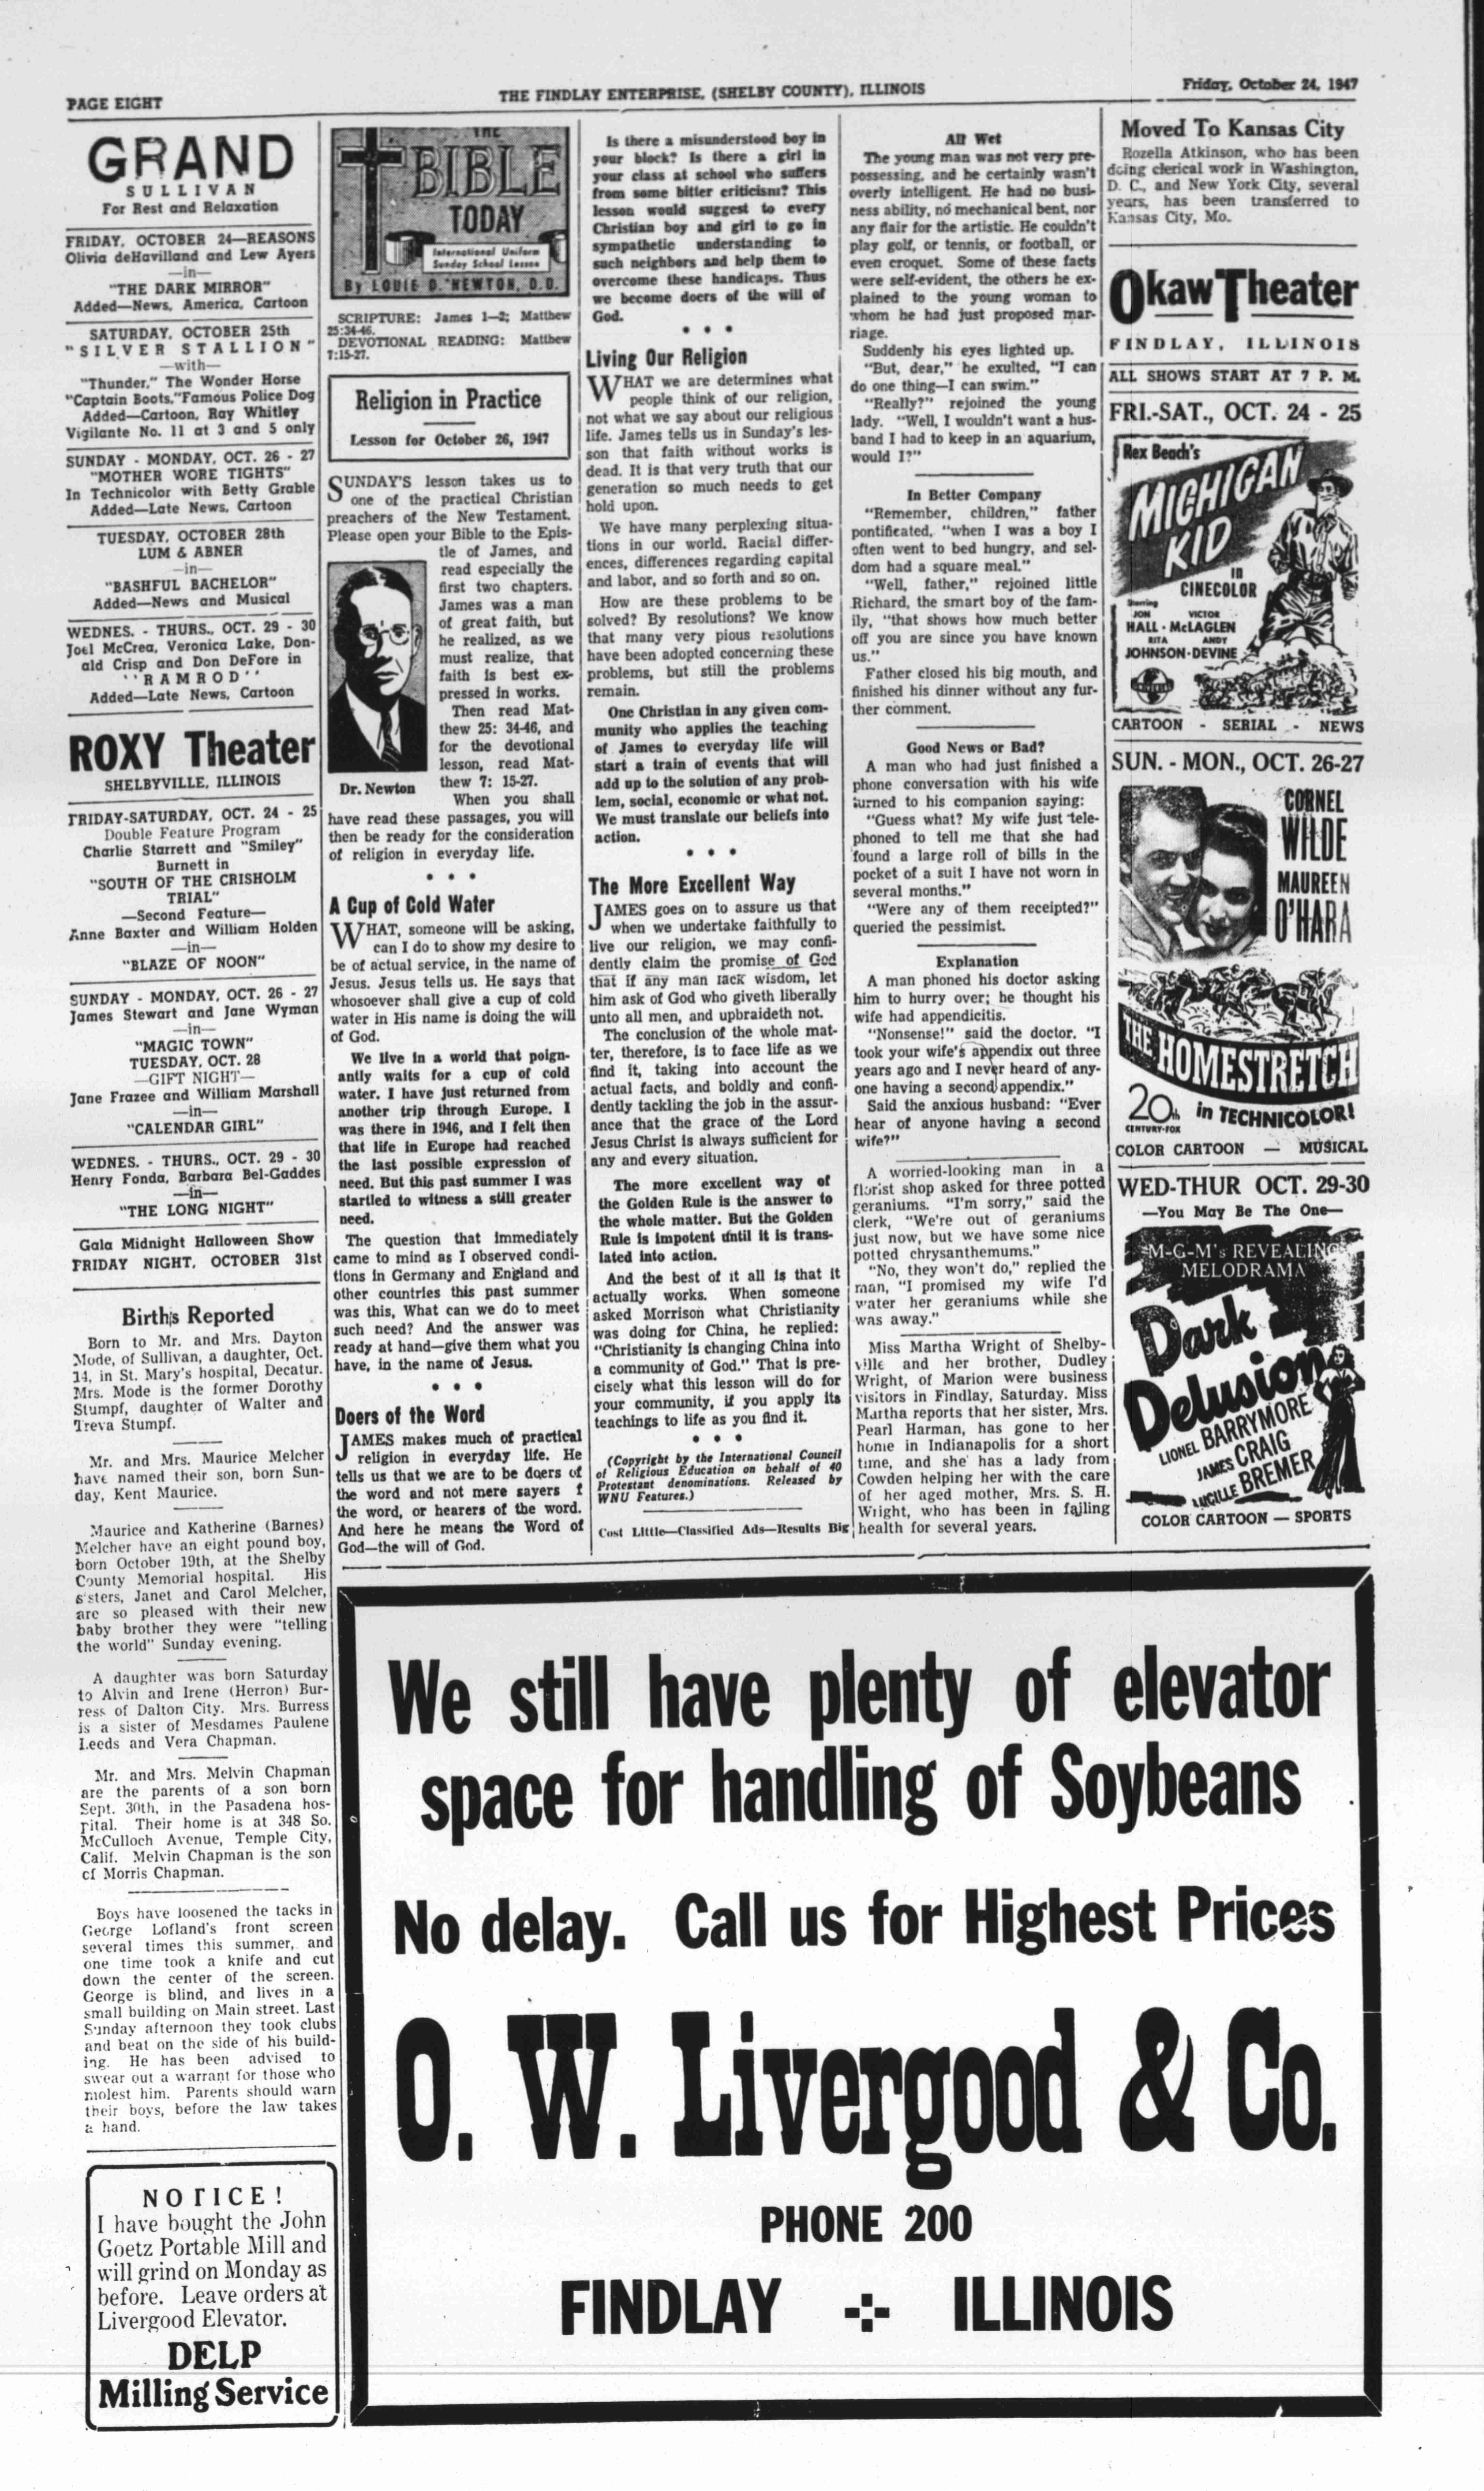 PAGE EIGHT
THE FINDLAY ENTERPRISE, (SHELBY COUNTY), ILLINOIS
Friday, October 24, 1947
GRAND
SULLIVAN
For Rest and Relaxation
FRIDAY, OCTOBER 24—REASONS
Olivia deHavilland and Lew Ayers
—in—
"THE DARK MIRROR"
Added—News, America, Cartoon
SATURDAY, OCTOBER 25th
"SILVER STALLION"
—with—
"Thunder," The Wonder Horse
"Captain Boots,"Famous Police Dog
Added—Cartoon, Ray Whitley
Vigilante No. 11 at 3 and 5 only
SUNDAY - MONDAY, OCT. 26 - 27
"MOTHER WORE TIGHTS"
In Technicolor with Betty Grable
Added—Late News, Cartoon
TUESDAY, OCTOBER 28th
LUM & ABNER
—in—
"BASHFUL BACHELOR"
Added—News and Musical
WEDNES. - THURS., OCT. 29 - 30
Joel McCrea, Veronica Lake, Don-
ald Crisp and Don DeFore in
''RAMROD''
Added—Late News, Cartoon
ROXY Theater
SHELBYVILLE, ILLINOIS
FRIDAY-SATURDAY, OCT. 24 - 25
Double Feature Program
Charlie Starrett and "Smiley"
Burnett in
"SOUTH OF THE CRISHOLM
TRIAL"
—Second Feature—
Anne Baxter and William Holden
—in—
"BLAZE OF NOON"
SUNDAY - MONDAY, OCT. 26 - 27
James Stewart and Jane Wyman
—in—
"MAGIC TOWN"
TUESDAY, OCT. 28
—GIFT NIGHT—
Jane Frazee and William Marshall
—in—
"CALENDAR GIRL"
WEDNES. - THURS., OCT. 29 - 30
Henry Fonda, Barbara Bel-Gaddes
—in—
"THE LONG NIGHT"
Gala Midnight Halloween Show
FRIDAY NIGHT, OCTOBER 31st
Births Reported
Born to Mr. and Mrs. Dayton
Mode, of Sullivan, a daughter, Oct.
14, in St. Mary's hospital, Decatur.
Mrs. Mode is the former Dorothy
Stumpf, daughter of Walter and
Treva Stumpf.
Mr. and Mrs. Maurice Melcher
have named their son, born Sun-
day, Kent Maurice.
Maurice and Katherine (Barnes)
Melcher have an eight pound boy,
born October 19th, at the Shelby
County Memorial hospital. His
sisters, Janet and Carol Melcher,
are so pleased with their new
baby brother they were "telling
the world" Sunday evening.
A daughter was born Saturday
to Alvin and Irene (Herron) Bur-
ress of Dalton City. Mrs. Burress
is a sister of Mesdames Paulene
Leeds and Vera Chapman.
Mr. and Mrs. Melvin Chapman
are the parents of a son born
Sept. 30th, in the Pasadena hos-
pital. Their home is at 348 So.
McCulloch Avenue, Temple City,
Calif. Melvin Chapman is the son
of Morris Chapman.
Boys have loosened the tacks in
George Lofland's front screen
several times this summer, and
one time took a knife and cut
down the center of the screen.
George is blind, and lives in a
small building on Main street. Last
Sunday afternoon they took clubs
and beat on the side of his build-
ing. He has been advised to
swear out a warrant for those who
molest him. Parents should warn
their boys, before the law takes
a hand.
NOTICE!
I have bought the John
Goetz Portable Mill and
will grind on Monday as
before. Leave orders at
Livergood Elevator.
DELP
Milling Service
THE
BIBLE
TODAY
International Uniform
Sunday School Lesson
By LOUIE D. NEWTON, D.D.
SCRIPTURE: James 1—2; Matthew
25:34-46.
DEVOTIONAL READING: Matthew
7:15-27.
Religion in Practice
Lesson for October 26, 1947
SUNDAY'S lesson takes us to
one of the practical Christian
preachers of the New Testament.
Please open your Bible to the Epis-
tle of James, and
read especially the
first two chapters.
James was a man
of great faith, but
he realized, as we
must realize, that
faith is best ex-
pressed in works.
Then read Mat-
thew 25: 34-46, and
for the devotional
lesson, read Mat-
thew 7: 15-27.
Dr. Newton
When you shall
have read these passages, you will
then be ready for the consideration
of religion in everyday life.
• • •
A Cup of Cold Water
WHAT, someone will be asking,
can I do to show my desire to
be of actual service, in the name of
Jesus. Jesus tells us. He says that
whosoever shall give a cup of cold
water in His name is doing the will
of God.
We live in a world that poign-
antly waits for a cup of cold
water. I have just returned from
another trip through Europe. I
was there in 1946, and I felt then
that life in Europe had reached
the last possible expression of
need. But this past summer I was
startled to witness a still greater
need.
The question that immediately
came to mind as I observed condi-
tions in Germany and England and
other countries this past summer
was this, What can we do to meet
such need? And the answer was
ready at hand—give them what you
have, in the name of Jesus.
• • •
Doers of the Word
JAMES makes much of practical
religion in everyday life. He
tells us that we are to be doers of
the word and not mere sayers f
the word, or hearers of the word.
And here he means the Word of
God—the will of God.
Is there a misunderstood boy in
your block? Is there a girl in
your class at school who suffers
from some bitter criticism? This
lesson would suggest to every
Christian boy and girl to go in
sympathetic understanding to
such neighbors and help them to
overcome these handicaps. Thus
we become doers of the will of
God.
• • •
Living Our Religion
WHAT we are determines what
people think of our religion,
not what we say about our religious
life. James tells us in Sunday's les-
son that faith without works is
dead. It is that very truth that our
generation so much needs to get
hold upon.
We have many perplexing situa-
tions in our world. Racial differ-
ences, differences regarding capital
and labor, and so forth and so on.
How are these problems to be
solved? By resolutions? We know
that many very pious resolutions
have been adopted concerning these
problems, but still the problems
remain.
One Christian in any given com-
munity who applies the teaching
of James to everyday life will
start a train of events that will
add up to the solution of any prob-
lem, social, economic or what not.
We must translate our beliefs into
action.
• • •
The More Excellent Way
JAMES goes on to assure us that
when we undertake faithfully to
live our religion, we may confi-
dently claim the promise of God
that if any man lack wisdom, let
him ask of God who giveth liberally
unto all men, and upbraideth not.
The conclusion of the whole mat-
ter, therefore, is to face life as we
find it, taking into account the
actual facts, and boldly and confi-
dently tackling the job in the assur-
ance that the grace of the Lord
Jesus Christ is always sufficient for
any and every situation.
The more excellent way of
the Golden Rule is the answer to
the whole matter. But the Golden
Rule is impotent until it is trans-
lated into action.
And the best of it all is that it
actually works. When someone
asked Morrison what Christianity
was doing for China, he replied:
"Christianity is changing China into
a community of God." That is pre-
cisely what this lesson will do for
your community, if you apply its
teachings to life as you find it.
• • •
(Copyright by the International Council
of Religious Education on behalf of 40
Protestant denominations. Released by
WNU Features.)
Cost Little—Classified Ads—Results Big
All Wet
The young man was not very pre-
possessing, and he certainly wasn't
overly intelligent. He had no busi-
ness ability, no mechanical bent, nor
any flair for the artistic. He couldn't
play golf, or tennis, or football, or
even croquet. Some of these facts
were self-evident, the others he ex-
plained to the young woman to
whom he had just proposed mar-
riage.
Suddenly his eyes lighted up.
"But, dear," he exulted, "I can
do one thing—I can swim."
"Really?" rejoined the young
lady. "Well, I wouldn't want a hus-
band I had to keep in an aquarium,
would I?"
In Better Company
"Remember, children," father
pontificated, "when I was a boy I
often went to bed hungry, and sel-
dom had a square meal."
"Well, father," rejoined little
Richard, the smart boy of the fam-
ily, "that shows how much better
off you are since you have known
us."
Father closed his big mouth, and
finished his dinner without any fur-
ther comment.
Good News or Bad?
A man who had just finished a
phone conversation with his wife
turned to his companion saying:
"Guess what? My wife just tele-
phoned to tell me that she had
found a large roll of bills in the
pocket of a suit I have not worn in
several months."
"Were any of them receipted?"
queried the pessimist.
Explanation
A man phoned his doctor asking
him to hurry over; he thought his
wife had appendicitis.
"Nonsense!" said the doctor. "I
took your wife's appendix out three
years ago and I never heard of any-
one having a second appendix."
Said the anxious husband: "Ever
hear of anyone having a second
wife?"
A worried-looking man in a
florist shop asked for three potted
geraniums. "I'm sorry," said the
clerk, "We're out of geraniums
just now, but we have some nice
potted chrysanthemums."
"No, they won't do," replied the
man, "I promised my wife I'd
water her geraniums while she
was away."
Miss Martha Wright of Shelby-
ville and her brother, Dudley
Wright, of Marion were business
visitors in Findlay, Saturday. Miss
Martha reports that her sister, Mrs.
Pearl Harman, has gone to her
home in Indianapolis for a short
time, and she has a lady from
Cowden helping her with the care
of her aged mother, Mrs. S. H.
Wright, who has been in failing
health for several years.
Moved To Kansas City
Rozella Atkinson, who has been
doing clerical work in Washington,
D. C., and New York City, several
years, has been transferred to
Kansas City, Mo.
Okaw Theater
FINDLAY, ILLINOIS
ALL SHOWS START AT 7 P. M.
FRI.-SAT., OCT. 24 - 25
Rex Beach's
MICHIGAN
KID
IN
CINECOLOR
Starring
JON VICTOR
HALL · McLAGLEN
RITA ANDY
JOHNSON · DEVINE
CARTOON - SERIAL - NEWS
SUN. - MON., OCT. 26-27
CORNEL
WILDE
MAUREEN
O'HARA
THE HOMESTRETCH
20th
CENTURY-FOX
in TECHNICOLOR!
COLOR CARTOON — MUSICAL
WED-THUR OCT. 29-30
—You May Be The One—
M-G-M's REVEALING
MELODRAMA
Dark
Delusion
LIONEL BARRYMORE
JAMES CRAIG
LUCILLE BREMER
COLOR CARTOON — SPORTS
We still have plenty of elevator
space for handling of Soybeans
No delay. Call us for Highest Prices
O. W. Livergood & Co.
PHONE 200
FINDLAY -:- ILLINOIS